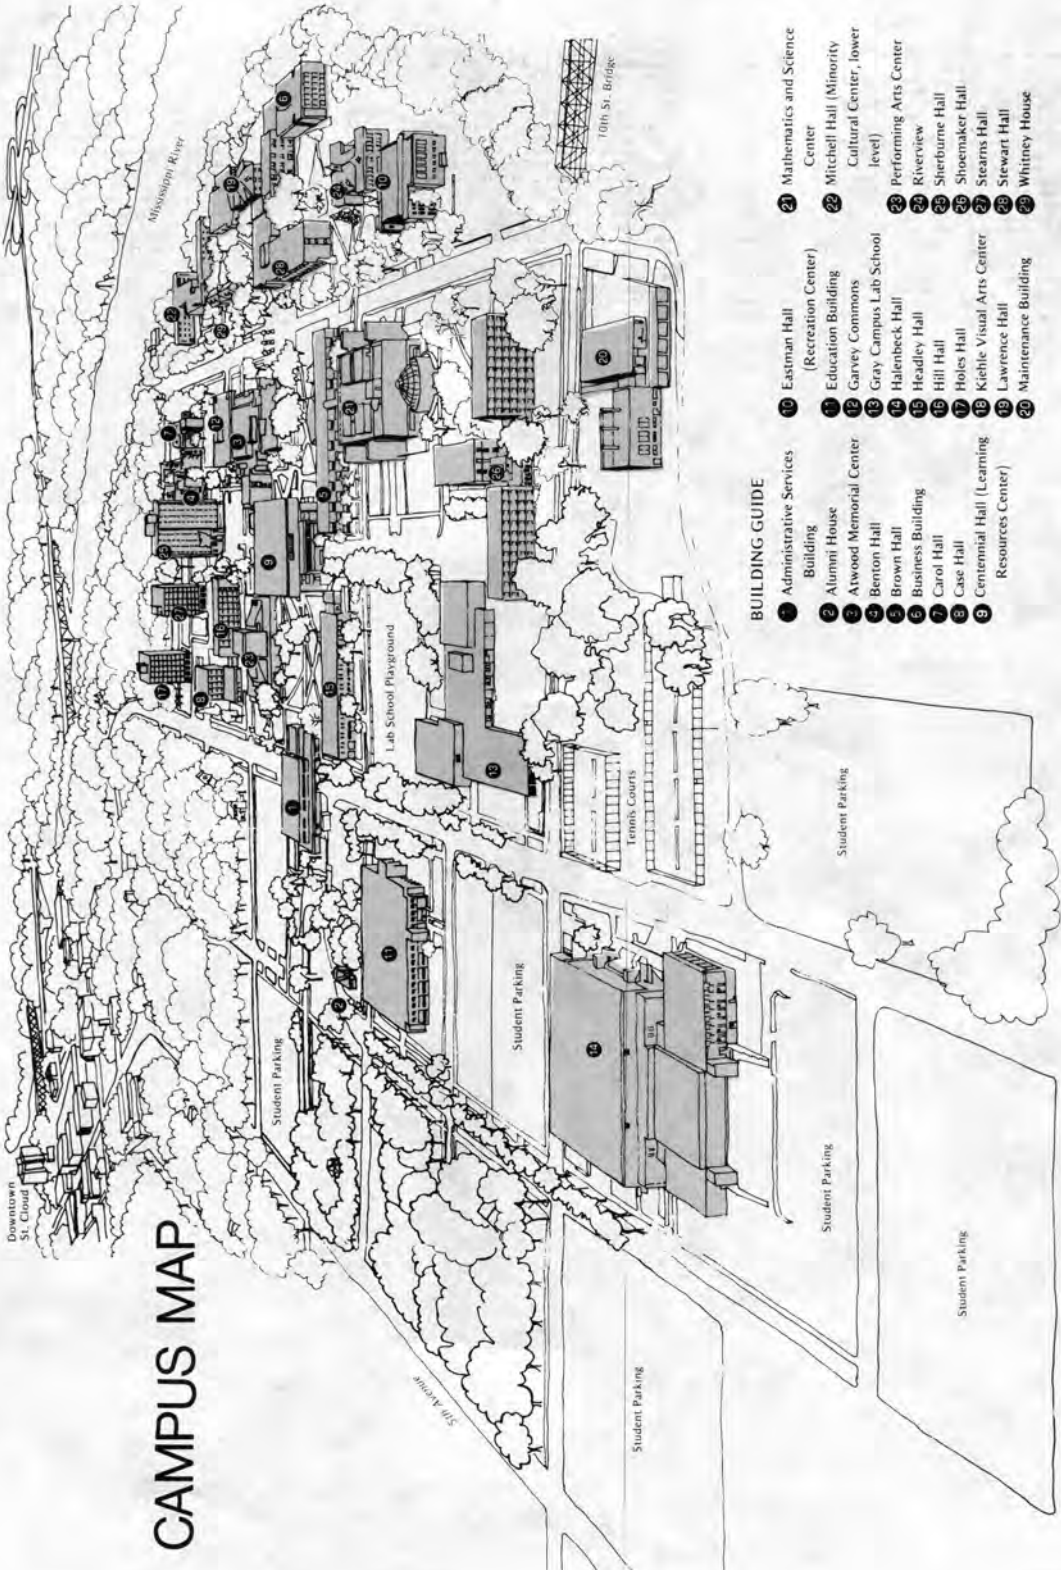 CAMPUS MAP
Downtown
St. Cloud
Mississippi River
10th St. Bridge
5th Avenue
Lab School Playground
Tennis Courts
Student Parking
Student Parking
Student Parking
Student Parking
Student Parking
Student Parking
BUILDING GUIDE
1 Administrative Services
Building
2 Alumni House
3 Atwood Memorial Center
4 Benton Hall
5 Brown Hall
6 Business Building
7 Carol Hall
8 Case Hall
9 Centennial Hall (Learning
Resources Center)
10 Eastman Hall
(Recreation Center)
11 Education Building
12 Garvey Commons
13 Gray Campus Lab School
14 Halenbeck Hall
15 Headley Hall
16 Hill Hall
17 Holes Hall
18 Kiehle Visual Arts Center
19 Lawrence Hall
20 Maintenance Building
21 Mathematics and Science
Center
22 Mitchell Hall (Minority
Cultural Center, lower
level)
23 Performing Arts Center
24 Riverview
25 Sherburne Hall
26 Shoemaker Hall
27 Stearns Hall
28 Stewart Hall
29 Whitney House